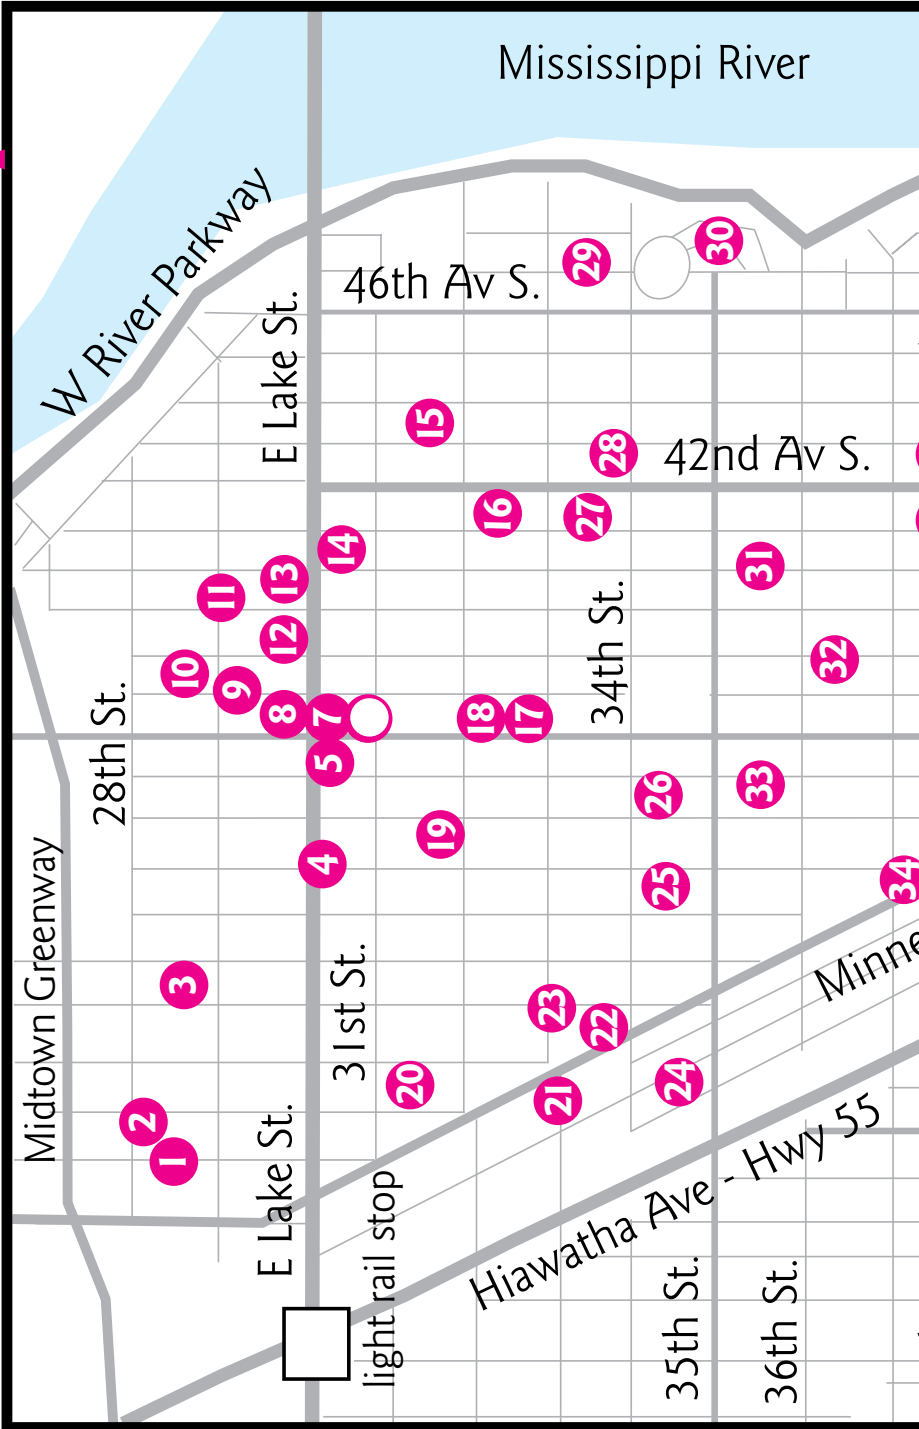 Mississippi River
W River Parkway
30
29
46th Av S.
E Lake St.
15
28
42nd Av S.
16
27
14
31
13
11
12
34th St.
32
10
9
8
7
18
17
28th St.
5
33
26
19
4
34
25
Midtown Greenway
Minne
31st St.
3
23
22
20
24
21
2
1
E Lake St.
Hiawatha Ave - Hwy 55
light rail stop
35th St.
36th St.